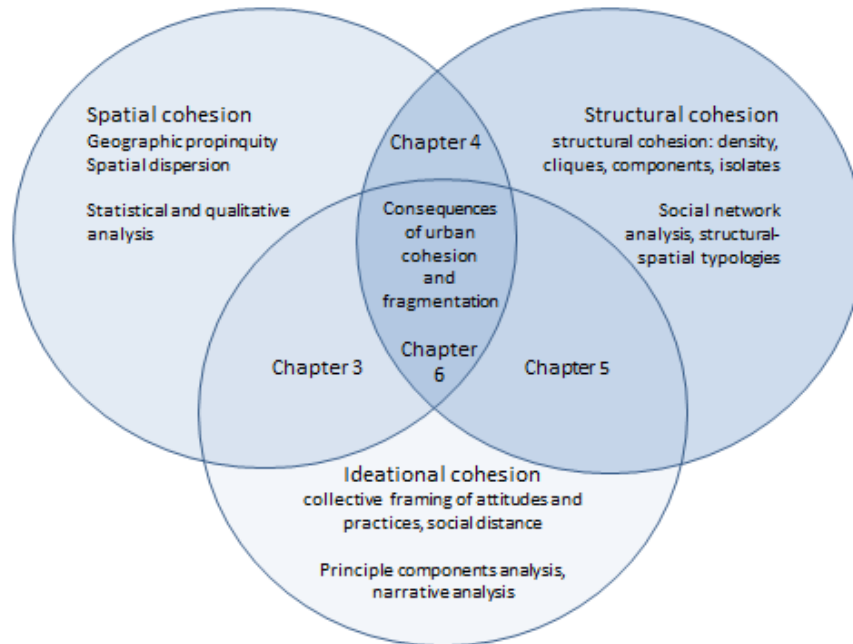 Spatial cohesion
Geographic propinquity
Spatial dispersion
Statistical and qualitative
analysis
Chapter 4
Structural cohesion
structural cohesion: density,
cliques, components, isolates
Social network
analysis, structural-
spatial typologies
Consequences
of urban
cohesion
and
fragmentation
Chapter 3
Chapter
6
Chapter 5
Ideational cohesion
collective framing of attitudes and
practices, social distance
Principle components analysis,
narrative analysis